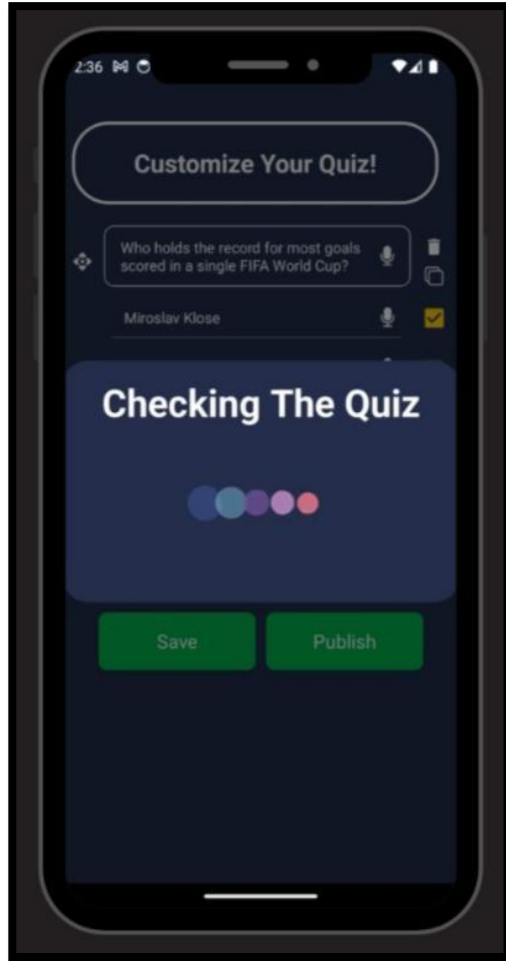 2:36
Customize Your Quiz!
Who holds the record for most goals
scored in a single FIFA World Cup?
Miroslav Klose
Checking The Quiz
Save
Publish